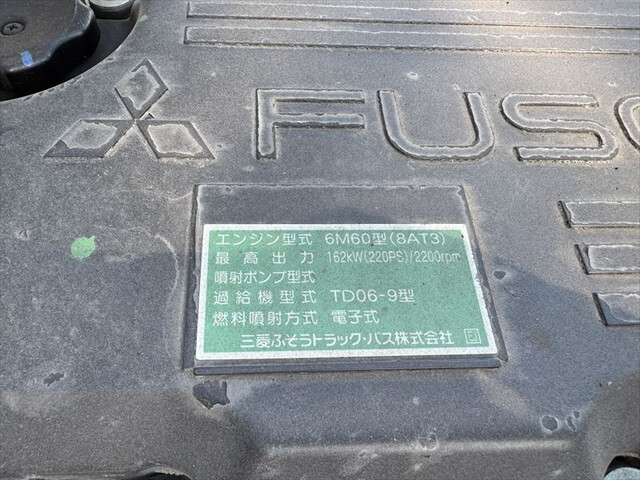 FUSO
エンジン型式 6M60型(8AT3)
最高出力 162kW(220PS)/2200rpm
噴射ポンプ型式
過給機型式 TD06-9型
燃料噴射方式 電子式
三菱ふそうトラック・バス株式会社